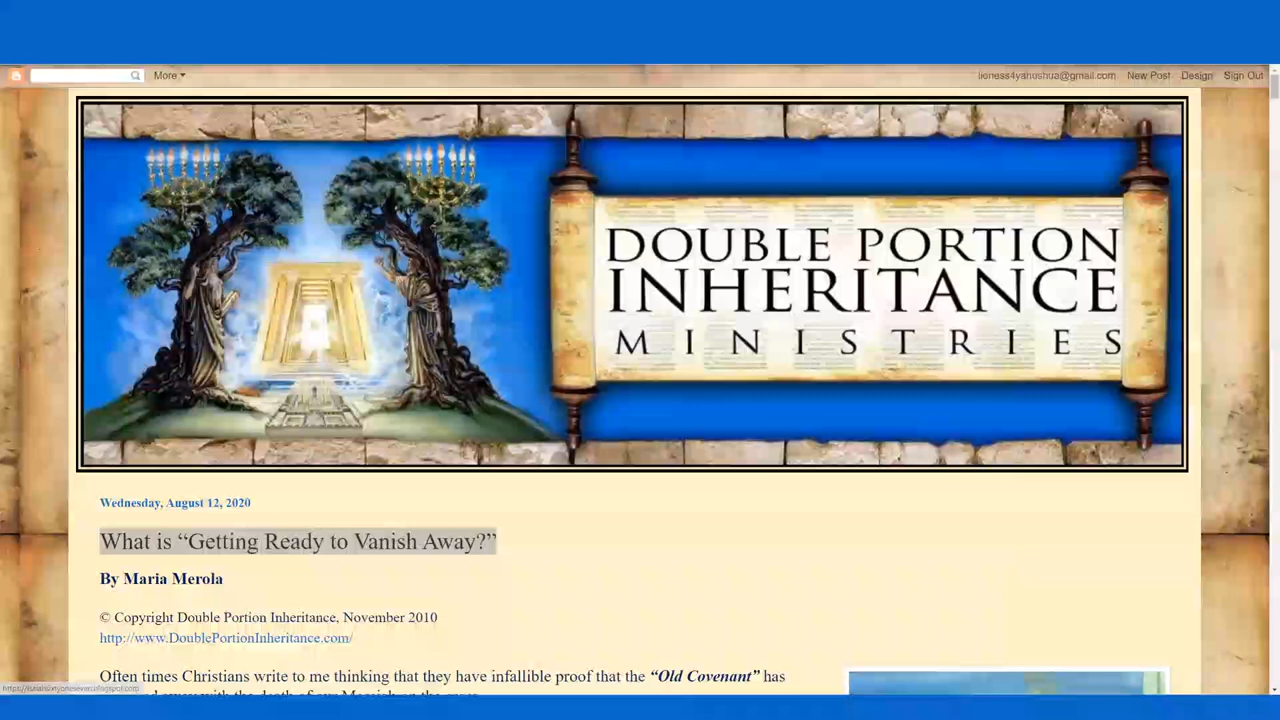 More
lioness4yahushua@gmail.com New Post Design Sign Out
DOUBLE PORTION
INHERITANCE
MINISTRIES
Wednesday, August 12, 2020
What is “Getting Ready to Vanish Away?”
By Maria Merola
© Copyright Double Portion Inheritance, November 2010
http://www.DoublePortionInheritance.com/
Often times Christians write to me thinking that they have infallible proof that the “Old Covenant” has